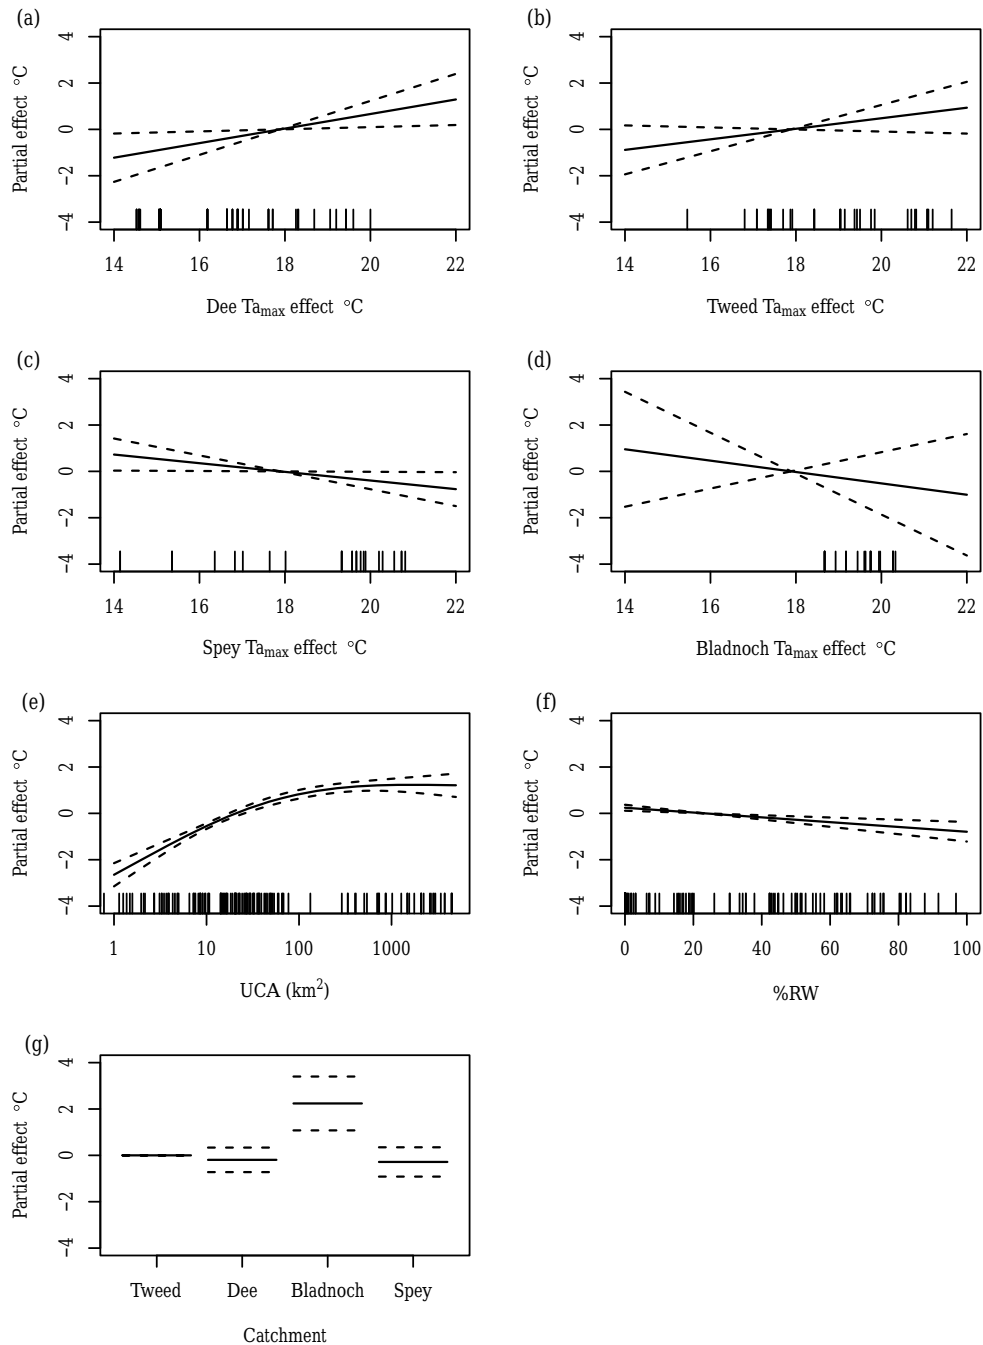 (a)
Partial effect °C
4
2
0
−2
−4
14 16 18 20 22
Dee Tamax effect °C
(b)
Partial effect °C
4
2
0
−2
−4
14 16 18 20 22
Tweed Tamax effect °C
(c)
Partial effect °C
4
2
0
−2
−4
14 16 18 20 22
Spey Tamax effect °C
(d)
Partial effect °C
4
2
0
−2
−4
14 16 18 20 22
Bladnoch Tamax effect °C
(e)
Partial effect °C
4
2
0
−2
−4
1 10 100 1000
UCA (km²)
(f)
Partial effect °C
4
2
0
−2
−4
0 20 40 60 80 100
%RW
(g)
Partial effect °C
4
2
0
−2
−4
Tweed Dee Bladnoch Spey
Catchment